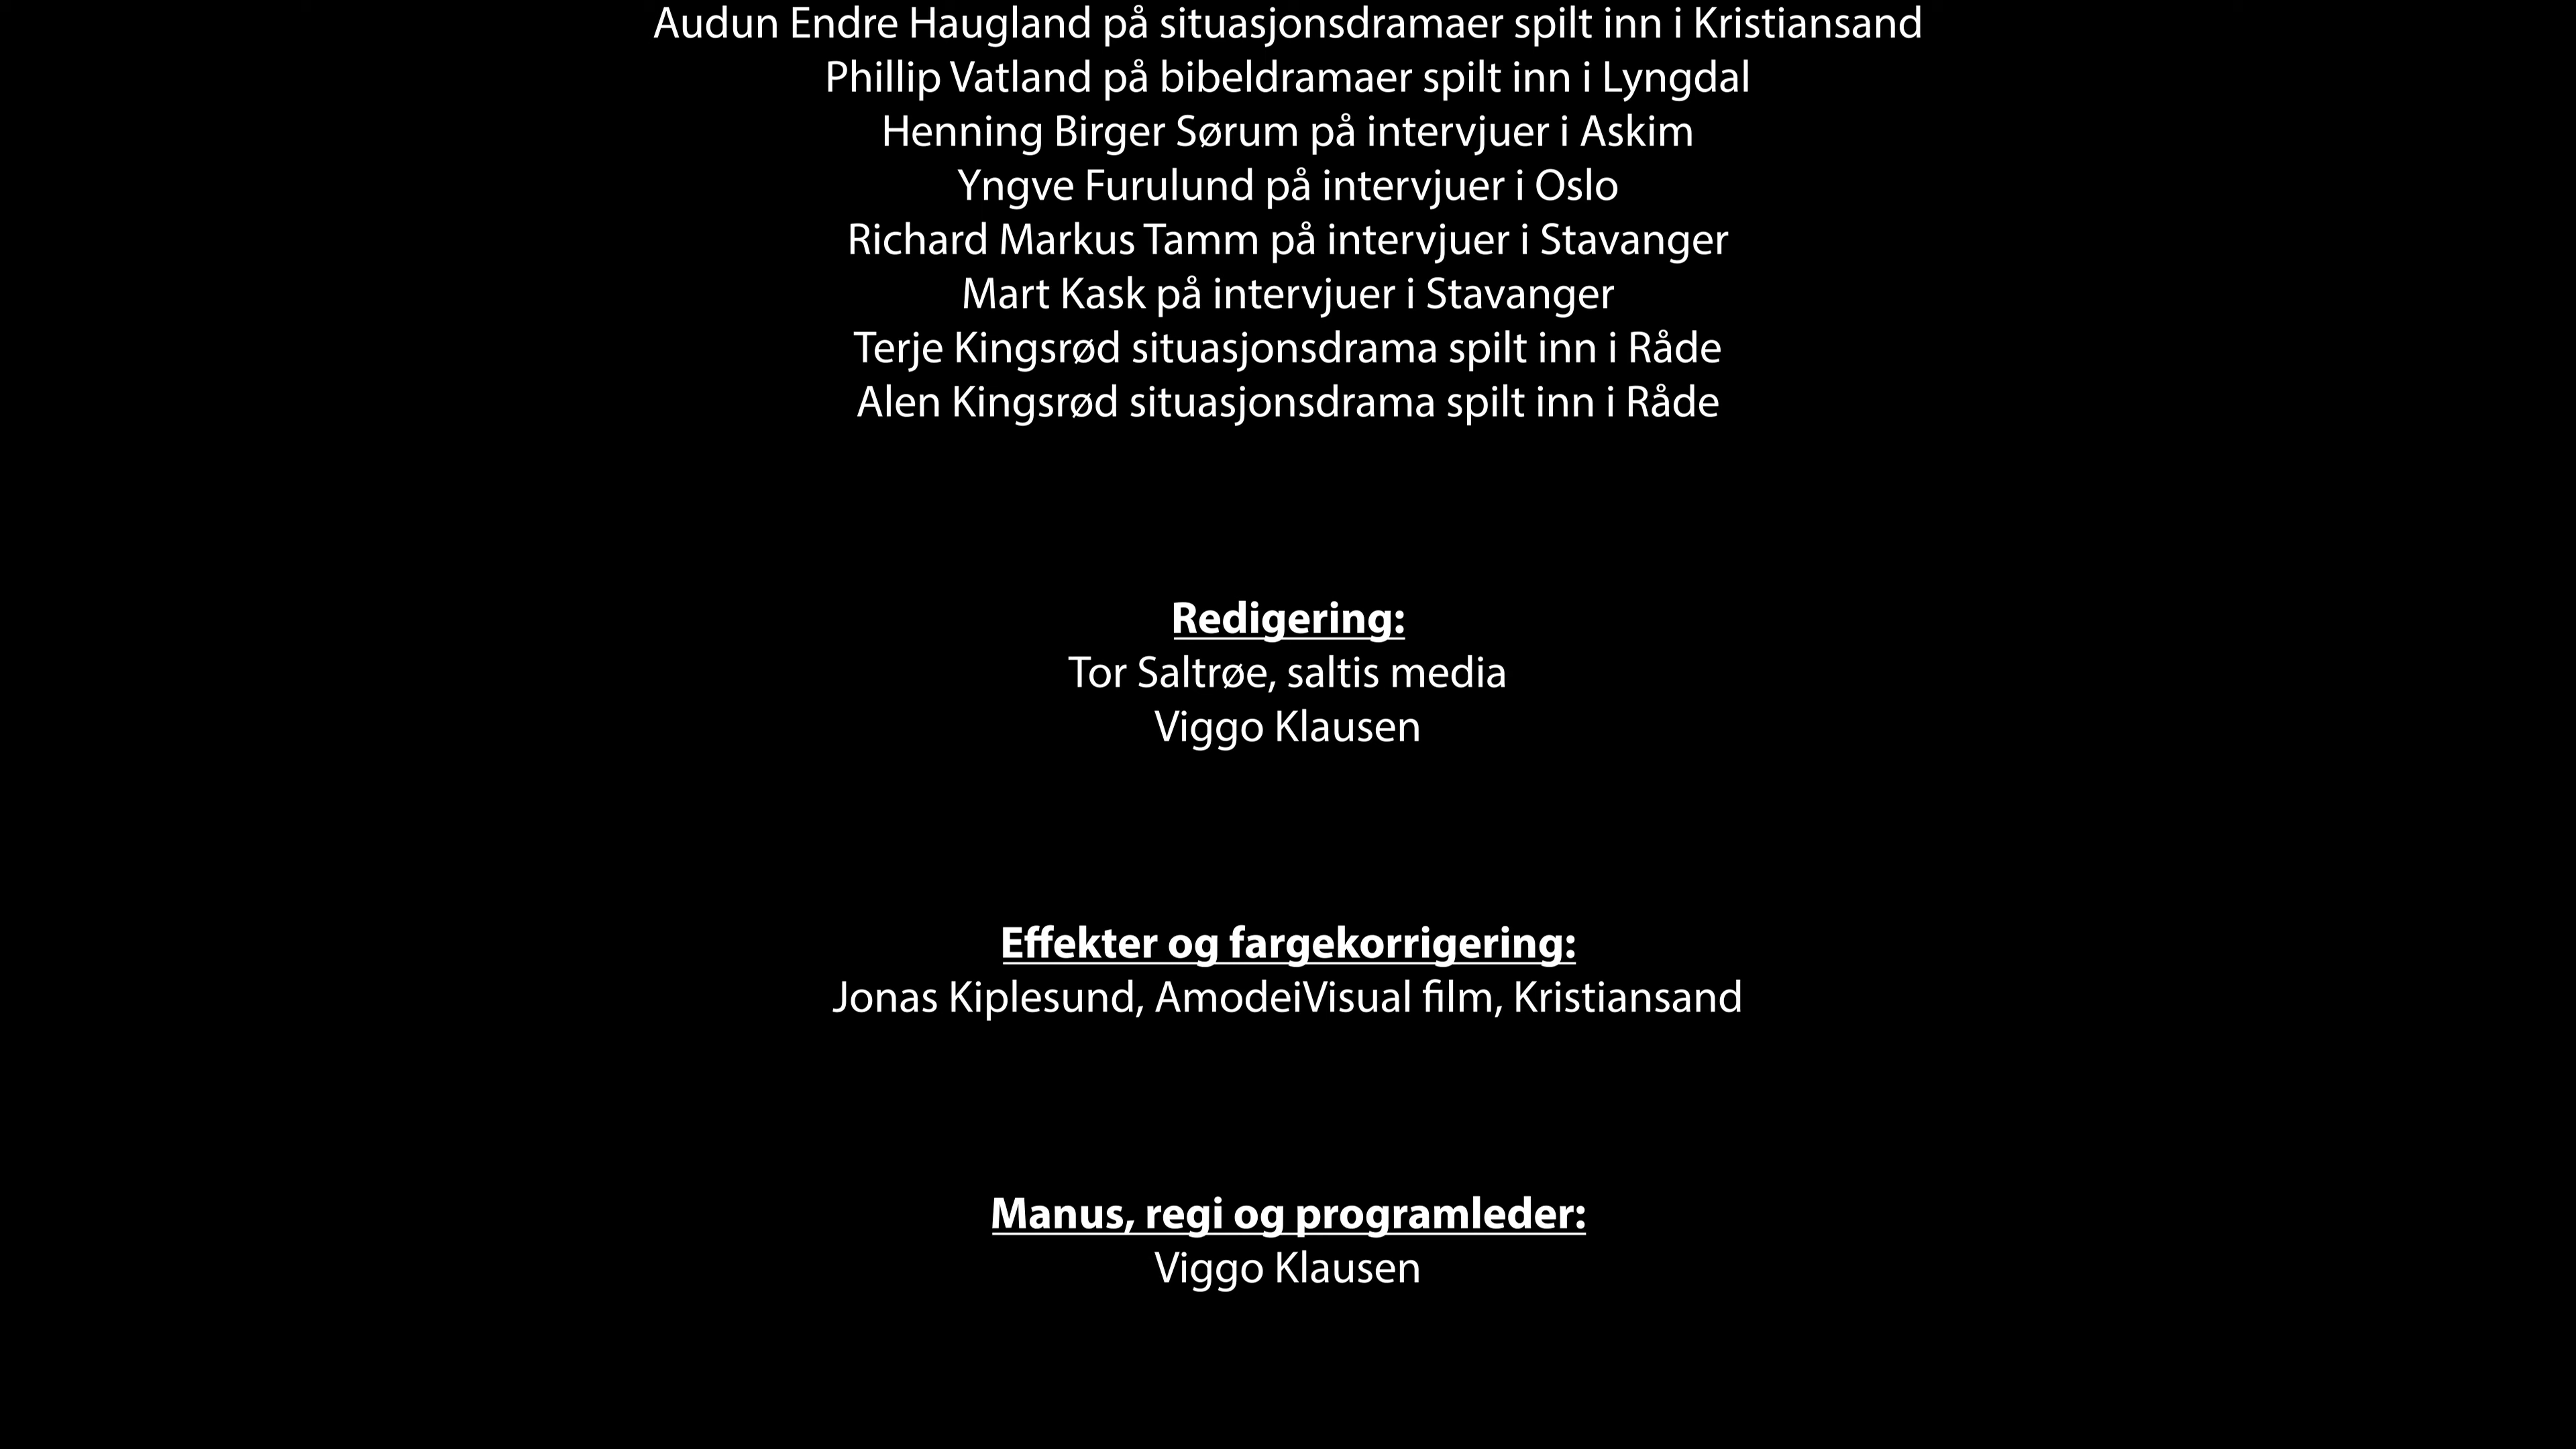 Audun Endre Haugland på situasjonsdramaer spilt inn i Kristiansand
Phillip Vatland på bibeldramaer spilt inn i Lyngdal
Henning Birger Sørum på intervjuer i Askim
Yngve Furulund på intervjuer i Oslo
Richard Markus Tamm på intervjuer i Stavanger
Mart Kask på intervjuer i Stavanger
Terje Kingsrød situasjonsdrama spilt inn i Råde
Alen Kingsrød situasjonsdrama spilt inn i Råde
Redigering:
Tor Saltrøe, saltis media
Viggo Klausen
Effekter og fargekorrigering:
Jonas Kiplesund, AmodeiVisual film, Kristiansand
Manus, regi og programleder:
Viggo Klausen